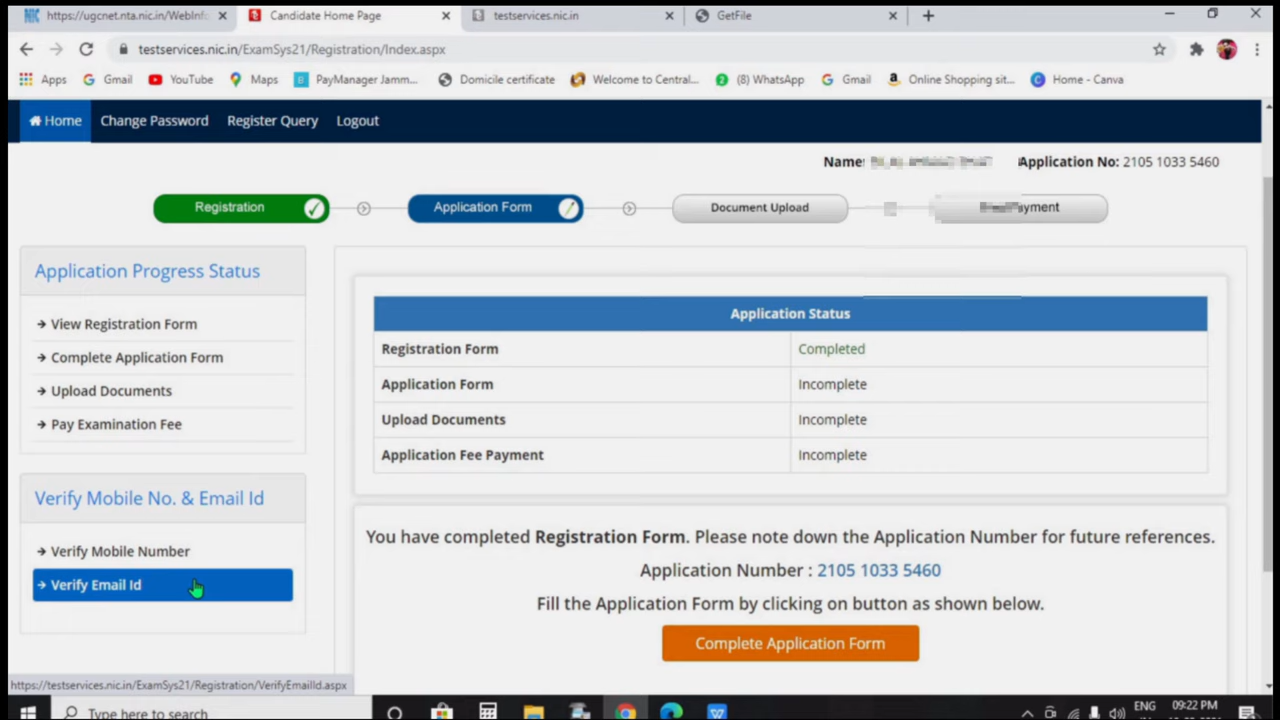 https://ugcnet.nta.nic.in/WebInfo
Candidate Home Page
testservices.nic.in
GetFile
testservices.nic.in/ExamSys21/Registration/Index.aspx
Apps
Gmail
YouTube
Maps
PayManager Jamm...
Domicile certificate
Welcome to Central...
(8) WhatsApp
Gmail
Online Shopping sit...
Home - Canva
Home Change Password Register Query Logout
Name:
Application No: 2105 1033 5460
Registration
Application Form
Document Upload
Application Progress Status
View Registration Form
Complete Application Form
Upload Documents
Pay Examination Fee
Verify Mobile No. & Email Id
Verify Mobile Number
Verify Email Id
Application Status
Registration Form Completed
Application Form Incomplete
Upload Documents Incomplete
Application Fee Payment Incomplete
You have completed Registration Form. Please note down the Application Number for future references.
Application Number : 2105 1033 5460
Fill the Application Form by clicking on button as shown below.
Complete Application Form
https://testservices.nic.in/ExamSys21/Registration/VerifyEmailId.aspx
Type here to search
ENG
09:22 PM